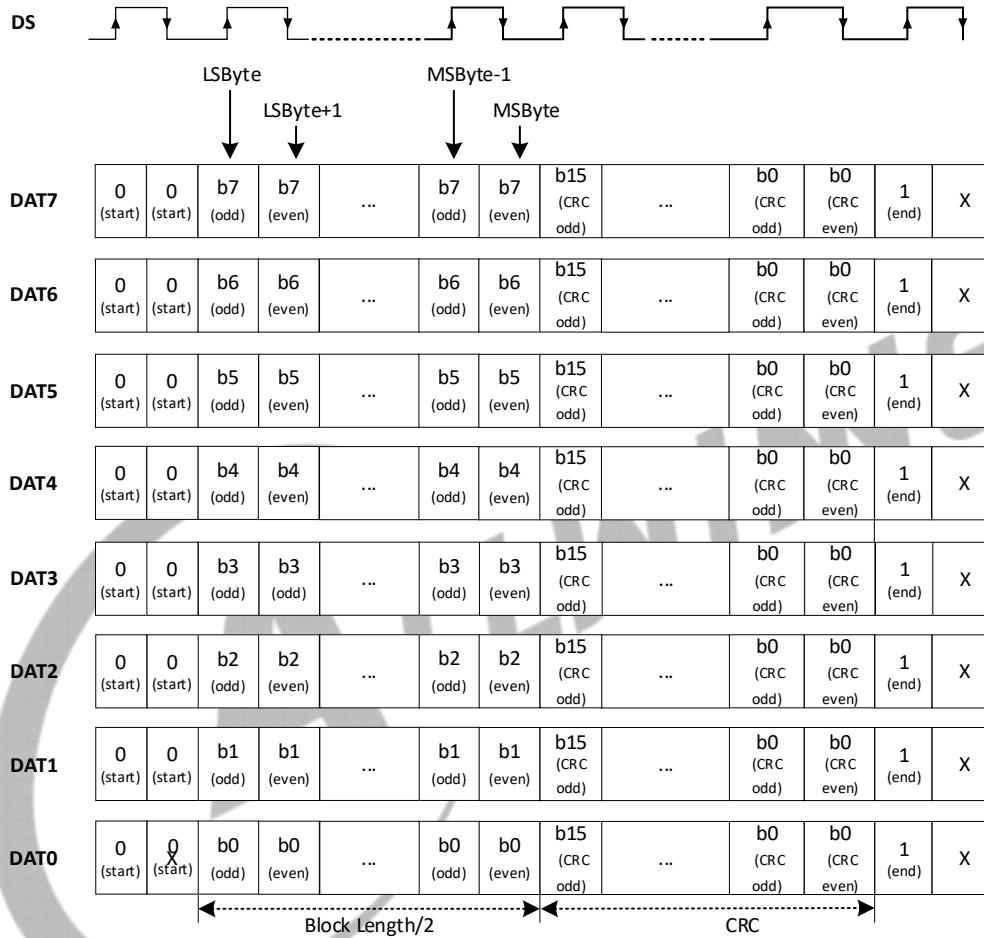 DS
LSByte MSByte-1
LSByte+1 MSByte
DAT7 0 (start) 0 (start) b7 (odd) b7 (even) ... b7 (odd) b7 (even) b15 (CRC odd) ... b0 (CRC odd) b0 (CRC even) 1 (end) X
DAT6 0 (start) 0 (start) b6 (odd) b6 (even) ... b6 (odd) b6 (even) b15 (CRC odd) ... b0 (CRC odd) b0 (CRC even) 1 (end) X
DAT5 0 (start) 0 (start) b5 (odd) b5 (even) ... b5 (odd) b5 (even) b15 (CRC odd) ... b0 (CRC odd) b0 (CRC even) 1 (end) X
DAT4 0 (start) 0 (start) b4 (odd) b4 (even) ... b4 (odd) b4 (even) b15 (CRC odd) ... b0 (CRC odd) b0 (CRC even) 1 (end) X
DAT3 0 (start) 0 (start) b3 (odd) b3 (odd) ... b3 (odd) b3 (even) b15 (CRC odd) ... b0 (CRC odd) b0 (CRC even) 1 (end) X
DAT2 0 (start) 0 (start) b2 (odd) b2 (even) ... b2 (odd) b2 (even) b15 (CRC odd) ... b0 (CRC odd) b0 (CRC even) 1 (end) X
DAT1 0 (start) 0 (start) b1 (odd) b1 (even) ... b1 (odd) b1 (even) b15 (CRC odd) ... b0 (CRC odd) b0 (CRC even) 1 (end) X
DAT0 0 (start) 0 X (start) b0 (odd) b0 (even) ... b0 (odd) b0 (even) b15 (CRC odd) ... b0 (CRC odd) b0 (CRC even) 1 (end) X
Block Length/2 CRC